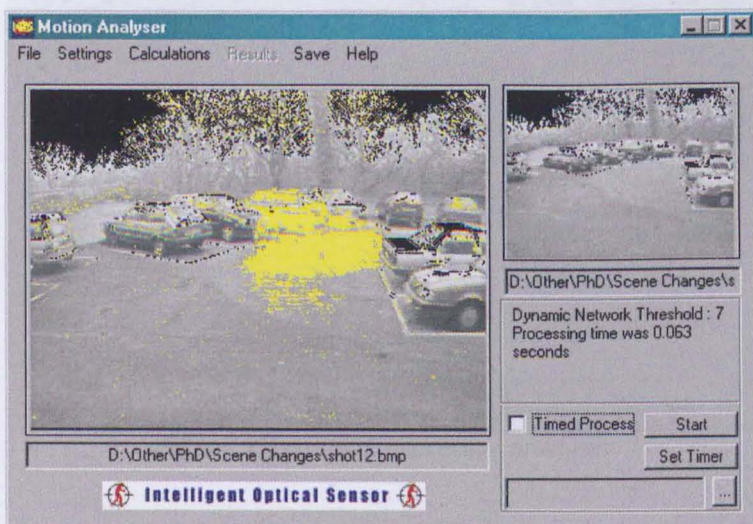 Motion Analyser
File Settings Calculations Results Save Help
D:\Other\PhD\Scene Changes\s
Dynamic Network Threshold : 7
Processing time was 0.063
seconds
Timed Process Start
D:\Other\PhD\Scene Changes\shot12.bmp
Set Timer
Intelligent Optical Sensor
...